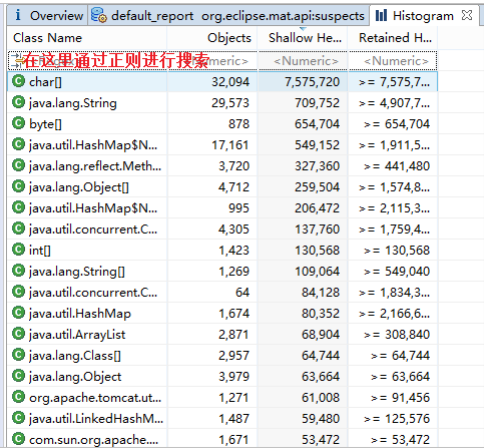 Overview default_report org.eclipse.mat.api:suspects Histogram
Class Name Objects Shallow He... Retained H...
在这里通过正则进行搜索 <Numeric> <Numeric> <Numeric>
char[] 32,094 7,575,720 >= 7,575,7...
java.lang.String 29,573 709,752 >= 4,907,7...
byte[] 878 654,704 >= 654,704
java.util.HashMap$N... 17,161 549,152 >= 1,911,5...
java.lang.reflect.Meth... 3,720 327,360 >= 441,480
java.lang.Object[] 4,712 259,504 >= 1,574,8...
java.util.HashMap$N... 995 206,472 >= 2,115,3...
java.util.concurrent.C... 4,305 137,760 >= 1,759,4...
int[] 1,423 130,568 >= 130,568
java.lang.String[] 1,269 109,064 >= 549,040
java.util.concurrent.C... 64 84,128 >= 1,834,3...
java.util.HashMap 1,674 80,352 >= 2,166,6...
java.util.ArrayList 2,871 68,904 >= 308,840
java.lang.Class[] 2,957 64,744 >= 64,744
java.lang.Object 3,979 63,664 >= 63,664
org.apache.tomcat.ut... 1,271 61,008 >= 91,456
java.util.LinkedHashM... 1,487 59,480 >= 125,576
com.sun.org.apache.... 1,671 53,472 >= 53,472